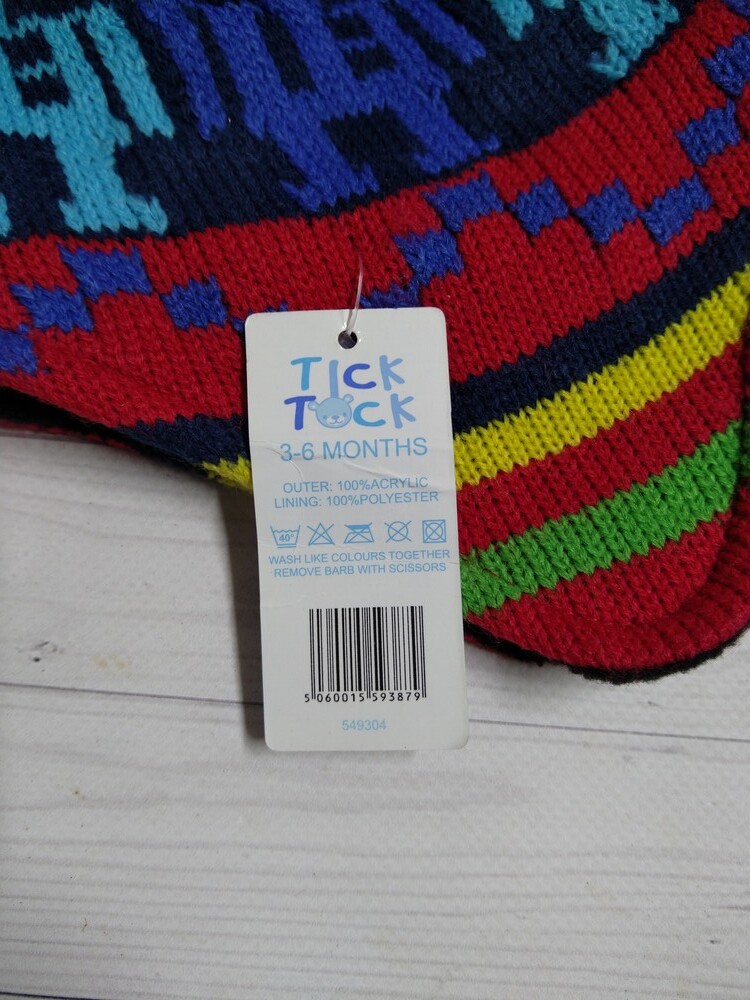 TICK
TOCK
3-6 MONTHS
OUTER: 100%ACRYLIC
LINING: 100%POLYESTER
40°
WASH LIKE COLOURS TOGETHER
REMOVE BARB WITH SCISSORS
5 060015 593879
549304